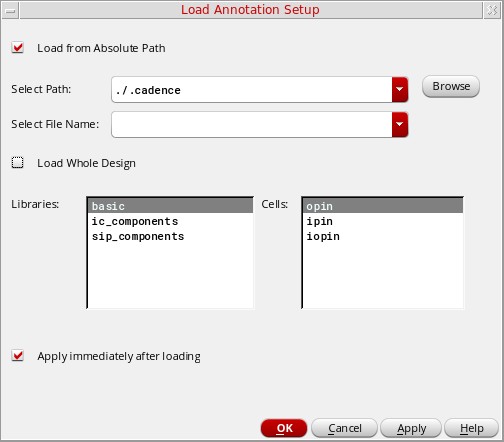 Load Annotation Setup
Load from Absolute Path
Select Path: ./.cadence Browse
Select File Name:
Load Whole Design
Libraries: basic Cells: opin
ic_components ipin
sip_components iopin
Apply immediately after loading
OK Cancel Apply Help